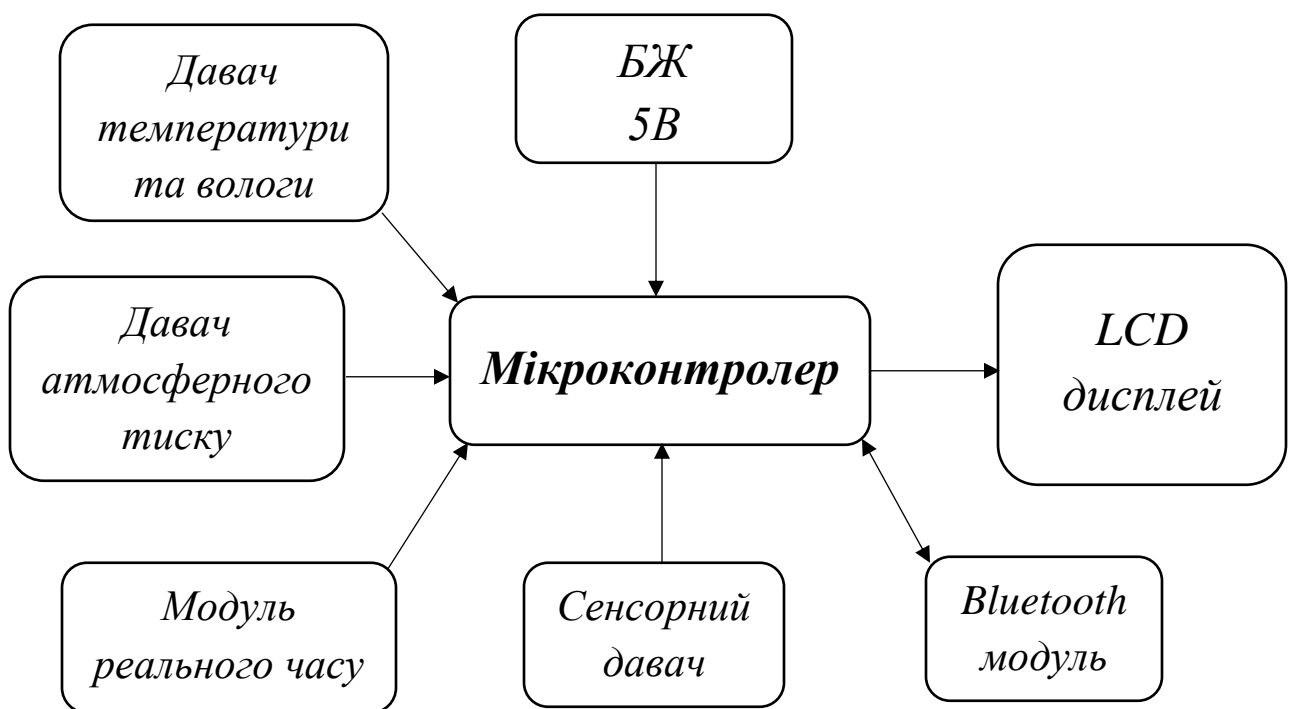 Давач
температури
та вологи
БЖ
5В
Давач
атмосферного
тиску
Мікроконтролер
LCD
дисплей
Модуль
реального часу
Сенсорний
давач
Bluetooth
модуль